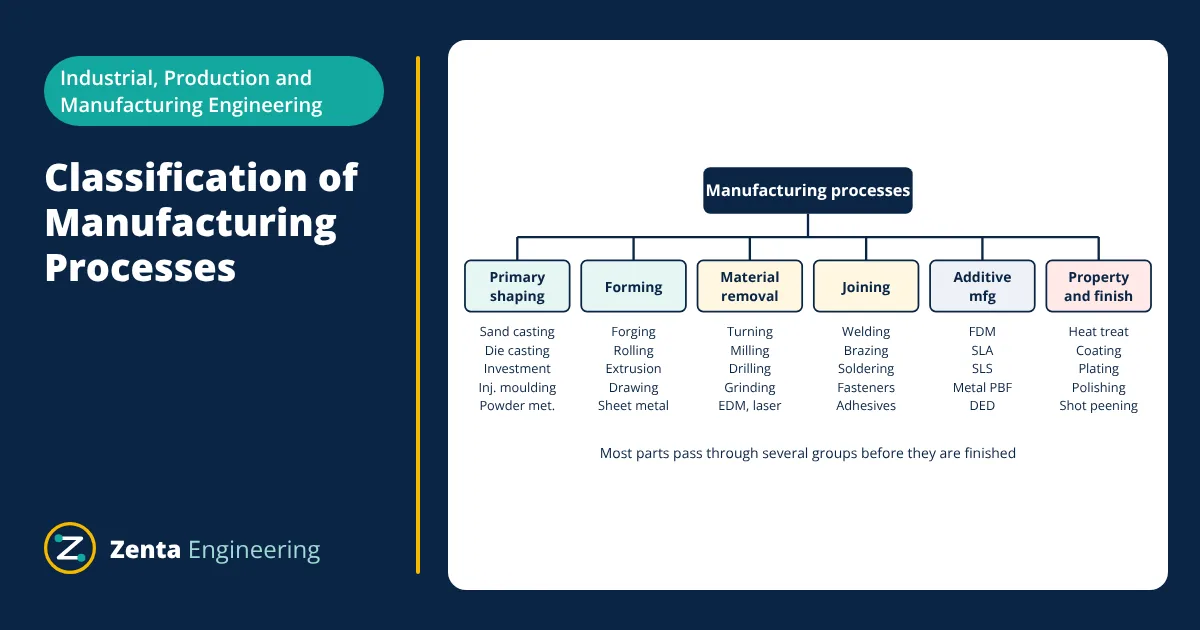 Industrial, Production and
Manufacturing Engineering
Classification of
Manufacturing
Processes
Zenta Engineering
Manufacturing processes
Primary
shaping
Sand casting
Die casting
Investment
Inj. moulding
Powder met.
Forming
Forging
Rolling
Extrusion
Drawing
Sheet metal
Material
removal
Turning
Milling
Drilling
Grinding
EDM, laser
Joining
Welding
Brazing
Soldering
Fasteners
Adhesives
Additive
mfg
FDM
SLA
SLS
Metal PBF
DED
Property
and finish
Heat treat
Coating
Plating
Polishing
Shot peening
Most parts pass through several groups before they are finished